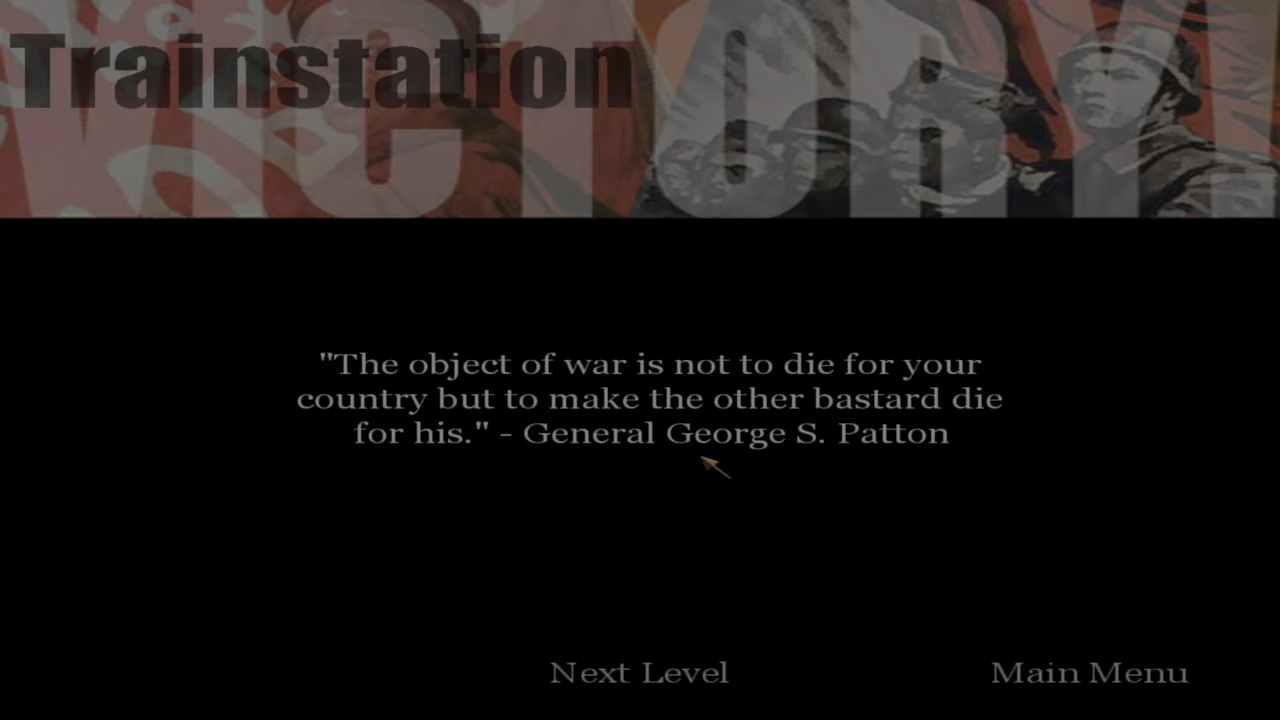 Trainstation
VICTORY
"The object of war is not to die for your
country but to make the other bastard die
for his." - General George S. Patton
Next Level
Main Menu